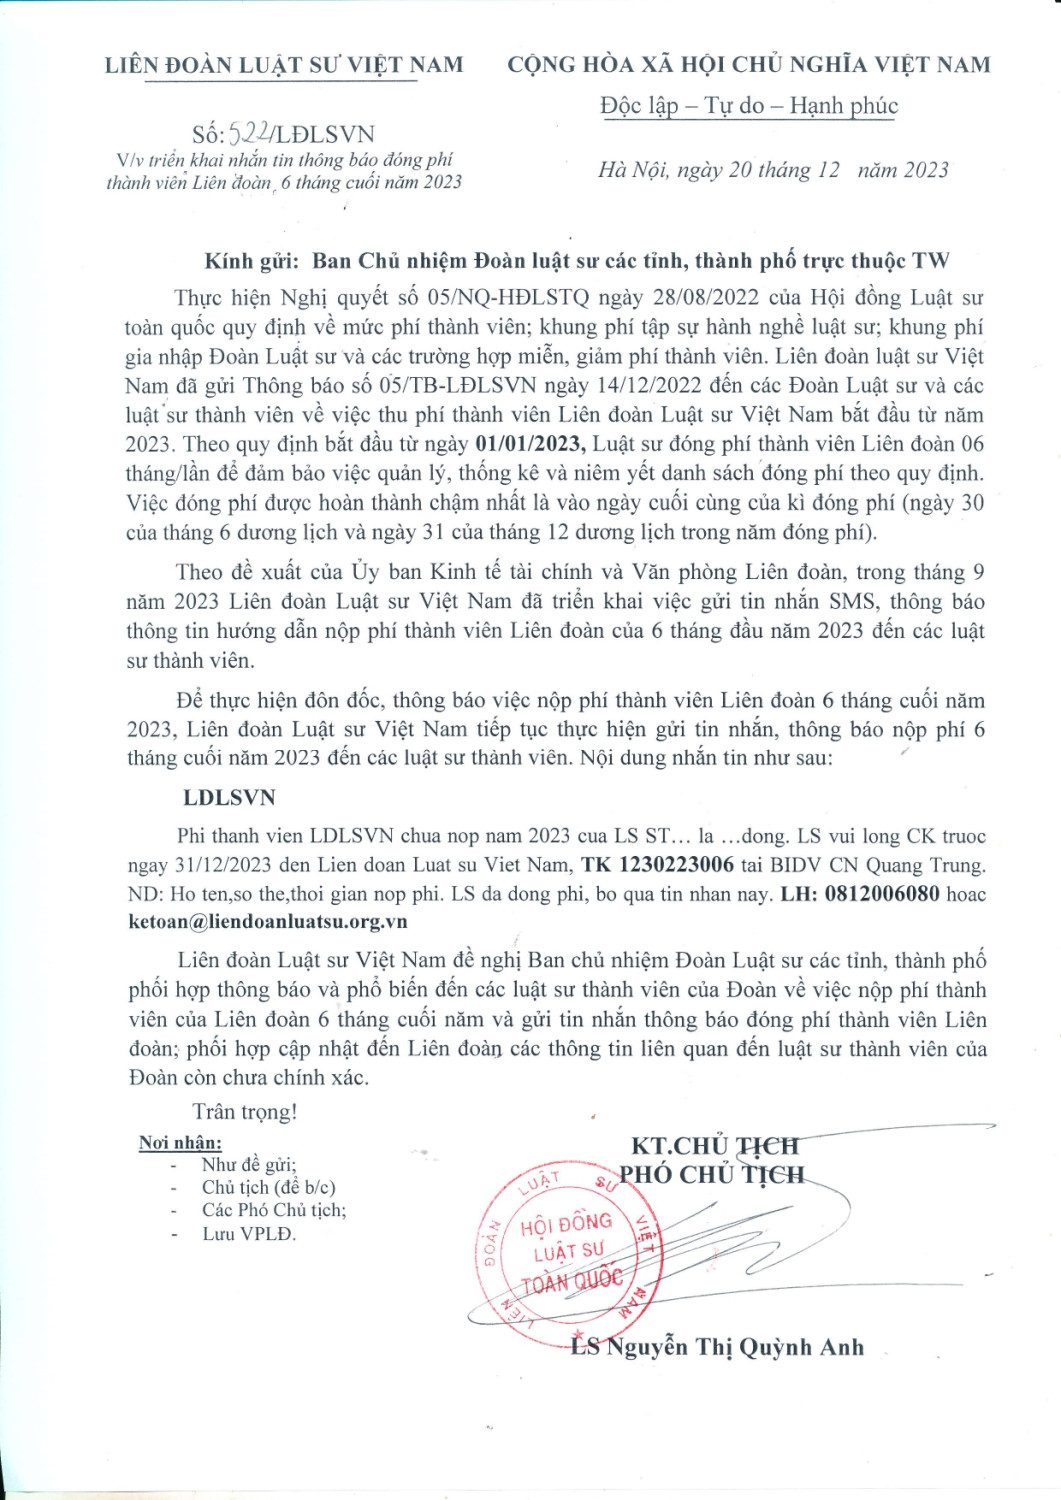 LIÊN ĐOÀN LUẬT SƯ VIỆT NAM
CỘNG HÒA XÃ HỘI CHỦ NGHĨA VIỆT NAM
Độc lập – Tự do – Hạnh phúc
Số: 522/LĐLSVN
V/v triển khai nhắn tin thông báo đóng phí
thành viên Liên đoàn 6 tháng cuối năm 2023
Hà Nội, ngày 20 tháng 12 năm 2023
Kính gửi: Ban Chủ nhiệm Đoàn luật sư các tỉnh, thành phố trực thuộc TW
Thực hiện Nghị quyết số 05/NQ-HĐLSTQ ngày 28/08/2022 của Hội đồng Luật sư
toàn quốc quy định về mức phí thành viên; khung phí tập sự hành nghề luật sư; khung phí
gia nhập Đoàn Luật sư và các trường hợp miễn, giảm phí thành viên. Liên đoàn luật sư Việt
Nam đã gửi Thông báo số 05/TB-LĐLSVN ngày 14/12/2022 đến các Đoàn Luật sư và các
luật sư thành viên về việc thu phí thành viên Liên đoàn Luật sư Việt Nam bắt đầu từ năm
2023. Theo quy định bắt đầu từ ngày 01/01/2023, Luật sư đóng phí thành viên Liên đoàn 06
tháng/lần để đảm bảo việc quản lý, thống kê và niêm yết danh sách đóng phí theo quy định.
Việc đóng phí được hoàn thành chậm nhất là vào ngày cuối cùng của kì đóng phí (ngày 30
của tháng 6 dương lịch và ngày 31 của tháng 12 dương lịch trong năm đóng phí).
Theo đề xuất của Ủy ban Kinh tế tài chính và Văn phòng Liên đoàn, trong tháng 9
năm 2023 Liên đoàn Luật sư Việt Nam đã triển khai việc gửi tin nhắn SMS, thông báo
thông tin hướng dẫn nộp phí thành viên Liên đoàn của 6 tháng đầu năm 2023 đến các luật
sư thành viên.
Để thực hiện đôn đốc, thông báo việc nộp phí thành viên Liên đoàn 6 tháng cuối năm
2023, Liên đoàn Luật sư Việt Nam tiếp tục thực hiện gửi tin nhắn, thông báo nộp phí 6
tháng cuối năm 2023 đến các luật sư thành viên. Nội dung nhắn tin như sau:
LDLSVN
Phi thanh vien LDLSVN chua nop nam 2023 cua LS ST… la …dong. LS vui long CK truoc
ngay 31/12/2023 den Lien doan Luat su Viet Nam, TK 1230223006 tai BIDV CN Quang Trung.
ND: Ho ten,so the,thoi gian nop phi. LS da dong phi, bo qua tin nhan nay. LH: 0812006080 hoac
ketoan@liendoanluatsu.org.vn
Liên đoàn Luật sư Việt Nam đề nghị Ban chủ nhiệm Đoàn Luật sư các tỉnh, thành phố
phối hợp thông báo và phổ biến đến các luật sư thành viên của Đoàn về việc nộp phí thành
viên của Liên đoàn 6 tháng cuối năm và gửi tin nhắn thông báo đóng phí thành viên Liên
đoàn; phối hợp cập nhật đến Liên đoàn các thông tin liên quan đến luật sư thành viên của
Đoàn còn chưa chính xác.
Trân trọng!
Nơi nhận:
- Như đề gửi;
- Chủ tịch (để b/c)
- Các Phó Chủ tịch;
- Lưu VPLĐ.
KT.CHỦ TỊCH
PHÓ CHỦ TỊCH
LIÊN ĐOÀN LUẬT SƯ VIỆT NAM
HỘI ĐỒNG
LUẬT SƯ
TOÀN QUỐC
LS Nguyễn Thị Quỳnh Anh